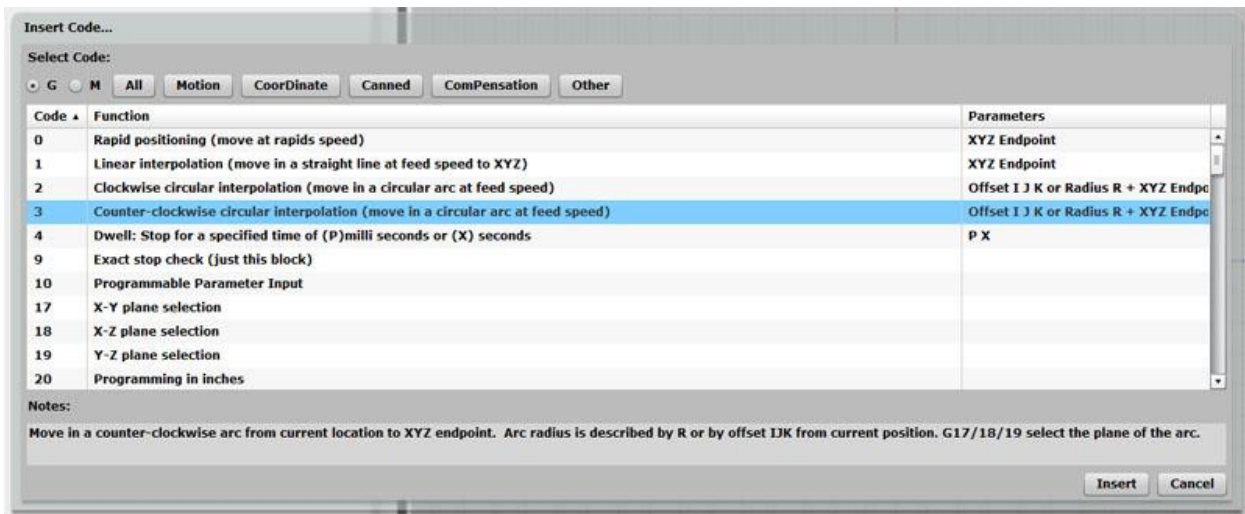 Insert Code...
Select Code:
G M All Motion CoorDinate Canned ComPensation Other
Code Function Parameters
0 Rapid positioning (move at rapids speed) XYZ Endpoint
1 Linear interpolation (move in a straight line at feed speed to XYZ) XYZ Endpoint
2 Clockwise circular interpolation (move in a circular arc at feed speed) Offset I J K or Radius R + XYZ Endpo
3 Counter-clockwise circular interpolation (move in a circular arc at feed speed) Offset I J K or Radius R + XYZ Endpo
4 Dwell: Stop for a specified time of (P)milli seconds or (X) seconds P X
9 Exact stop check (just this block)
10 Programmable Parameter Input
17 X-Y plane selection
18 X-Z plane selection
19 Y-Z plane selection
20 Programming in inches
Notes:
Move in a counter-clockwise arc from current location to XYZ endpoint. Arc radius is described by R or by offset IJK from current position. G17/18/19 select the plane of the arc.
Insert Cancel